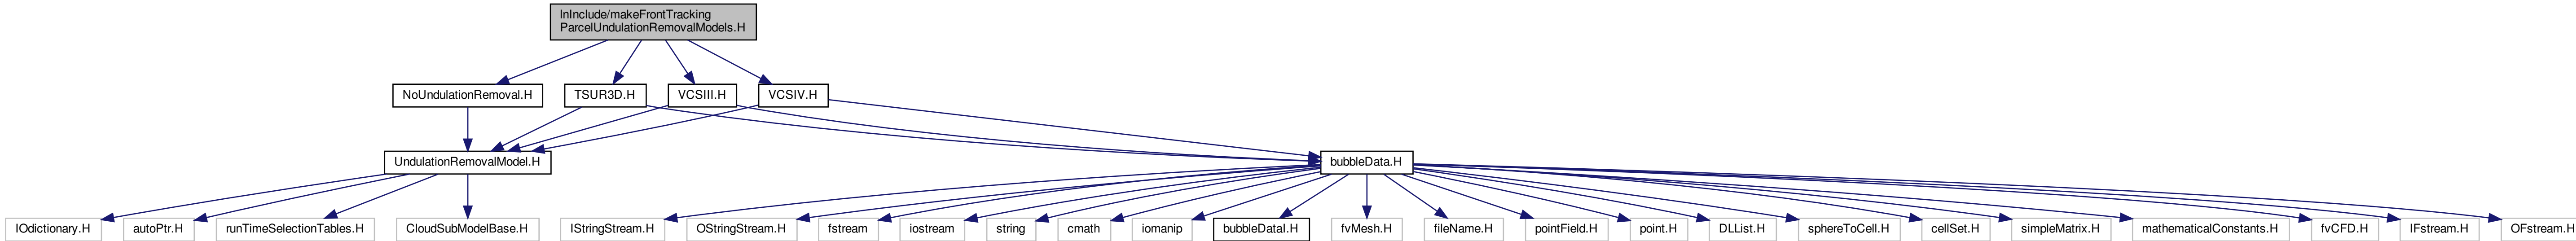 lnInclude/makeFrontTracking
ParcelUndulationRemovalModels.H
NoUndulationRemoval.H
TSUR3D.H
VCSIII.H
VCSIV.H
UndulationRemovalModel.H
bubbleData.H
IOdictionary.H
autoPtr.H
runTimeSelectionTables.H
CloudSubModelBase.H
IStringStream.H
OStringStream.H
fstream
iostream
string
cmath
iomanip
bubbleDataI.H
fvMesh.H
fileName.H
pointField.H
point.H
DLList.H
sphereToCell.H
cellSet.H
simpleMatrix.H
mathematicalConstants.H
fvCFD.H
IFstream.H
OFstream.H